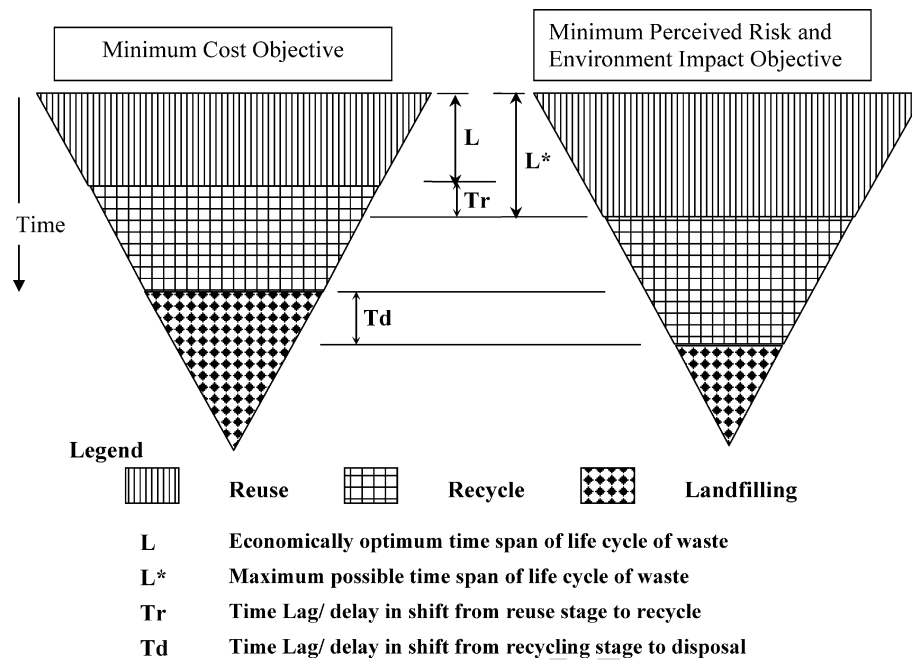 Minimum Cost Objective
Minimum Perceived Risk and
Environment Impact Objective
Time
L
L*
Tr
Td
Legend
Reuse
Recycle
Landfilling
L Economically optimum time span of life cycle of waste
L* Maximum possible time span of life cycle of waste
Tr Time Lag/ delay in shift from reuse stage to recycle
Td Time Lag/ delay in shift from recycling stage to disposal